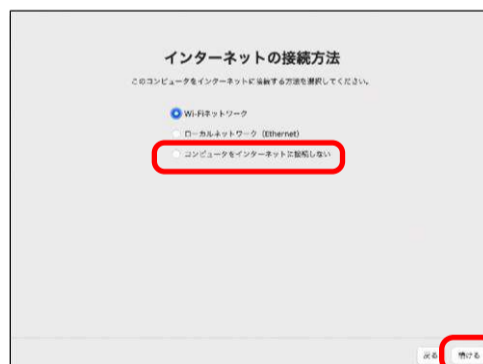 インターネットの接続方法
このコンピュータをインターネットに接続する方法を選択してください。
Wi-Fiネットワーク
ローカルネットワーク（Ethernet）
コンピュータをインターネットに接続しない
戻る
続ける